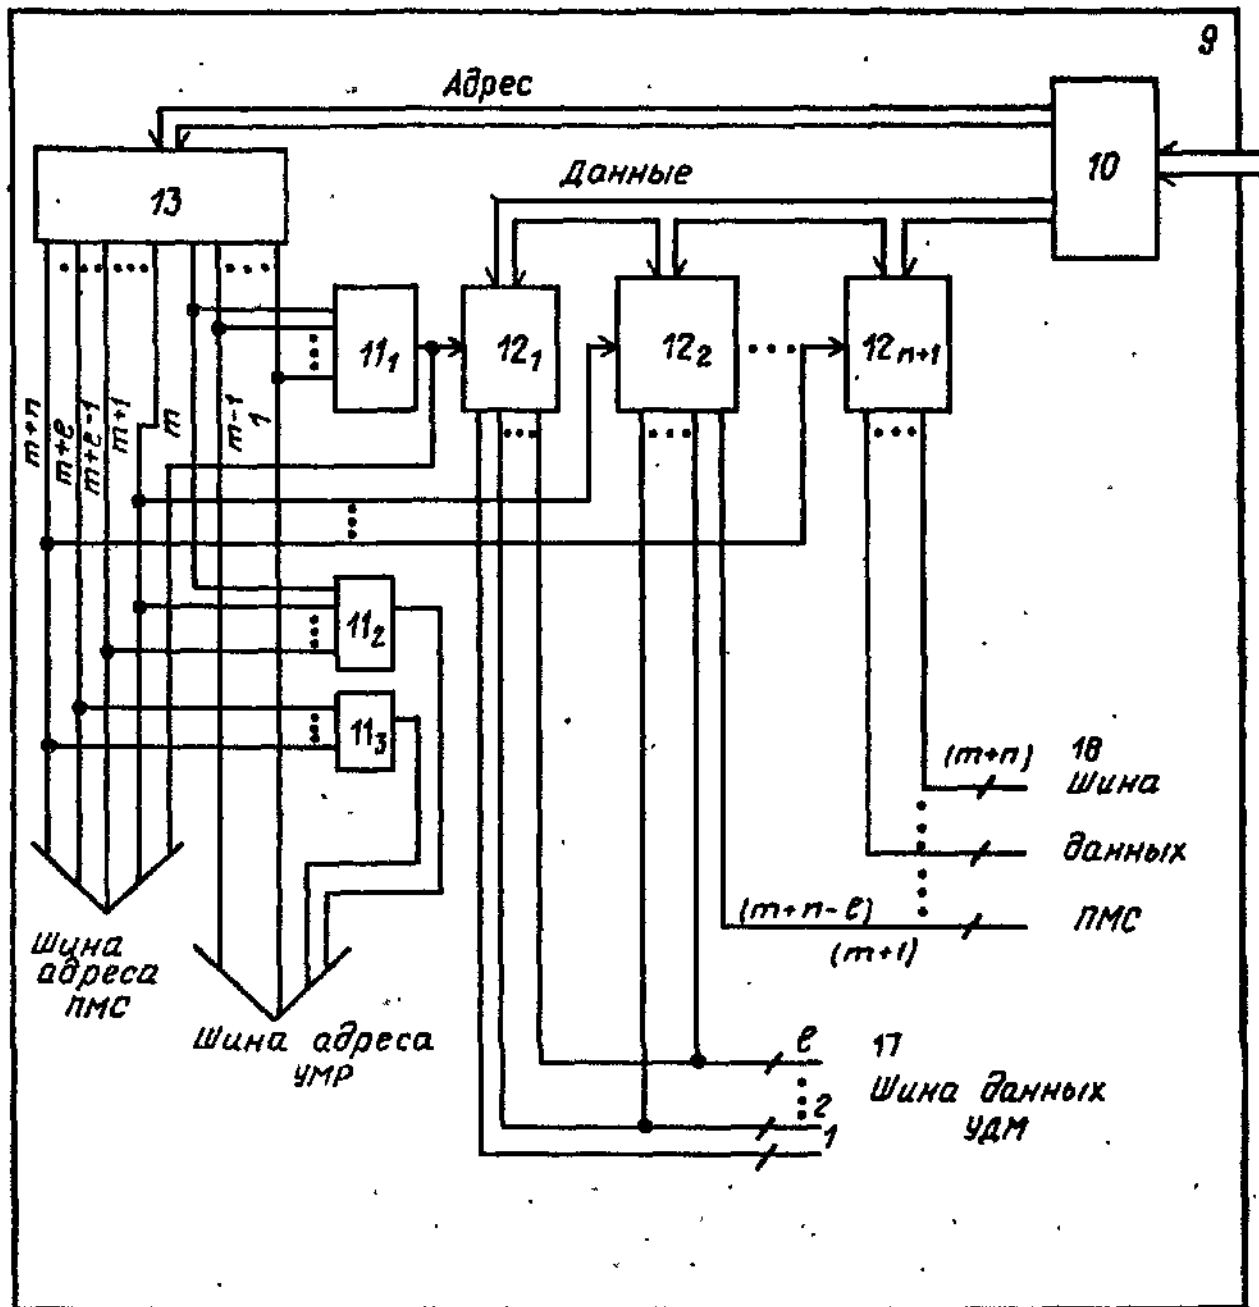 9
Адрес
10
Данные
13
11₁
12₁
12₂
12ₙ₊₁
m+n
m+ℓ
m+ℓ-1
m+1
m
m-1
1
11₂
11₃
(m+n)
18
Шина
данных
ПМС
(m+n-ℓ)
(m+1)
Шина
адреса
ПМС
Шина адреса
УМР
ℓ
2
1
17
Шина данных
УДМ